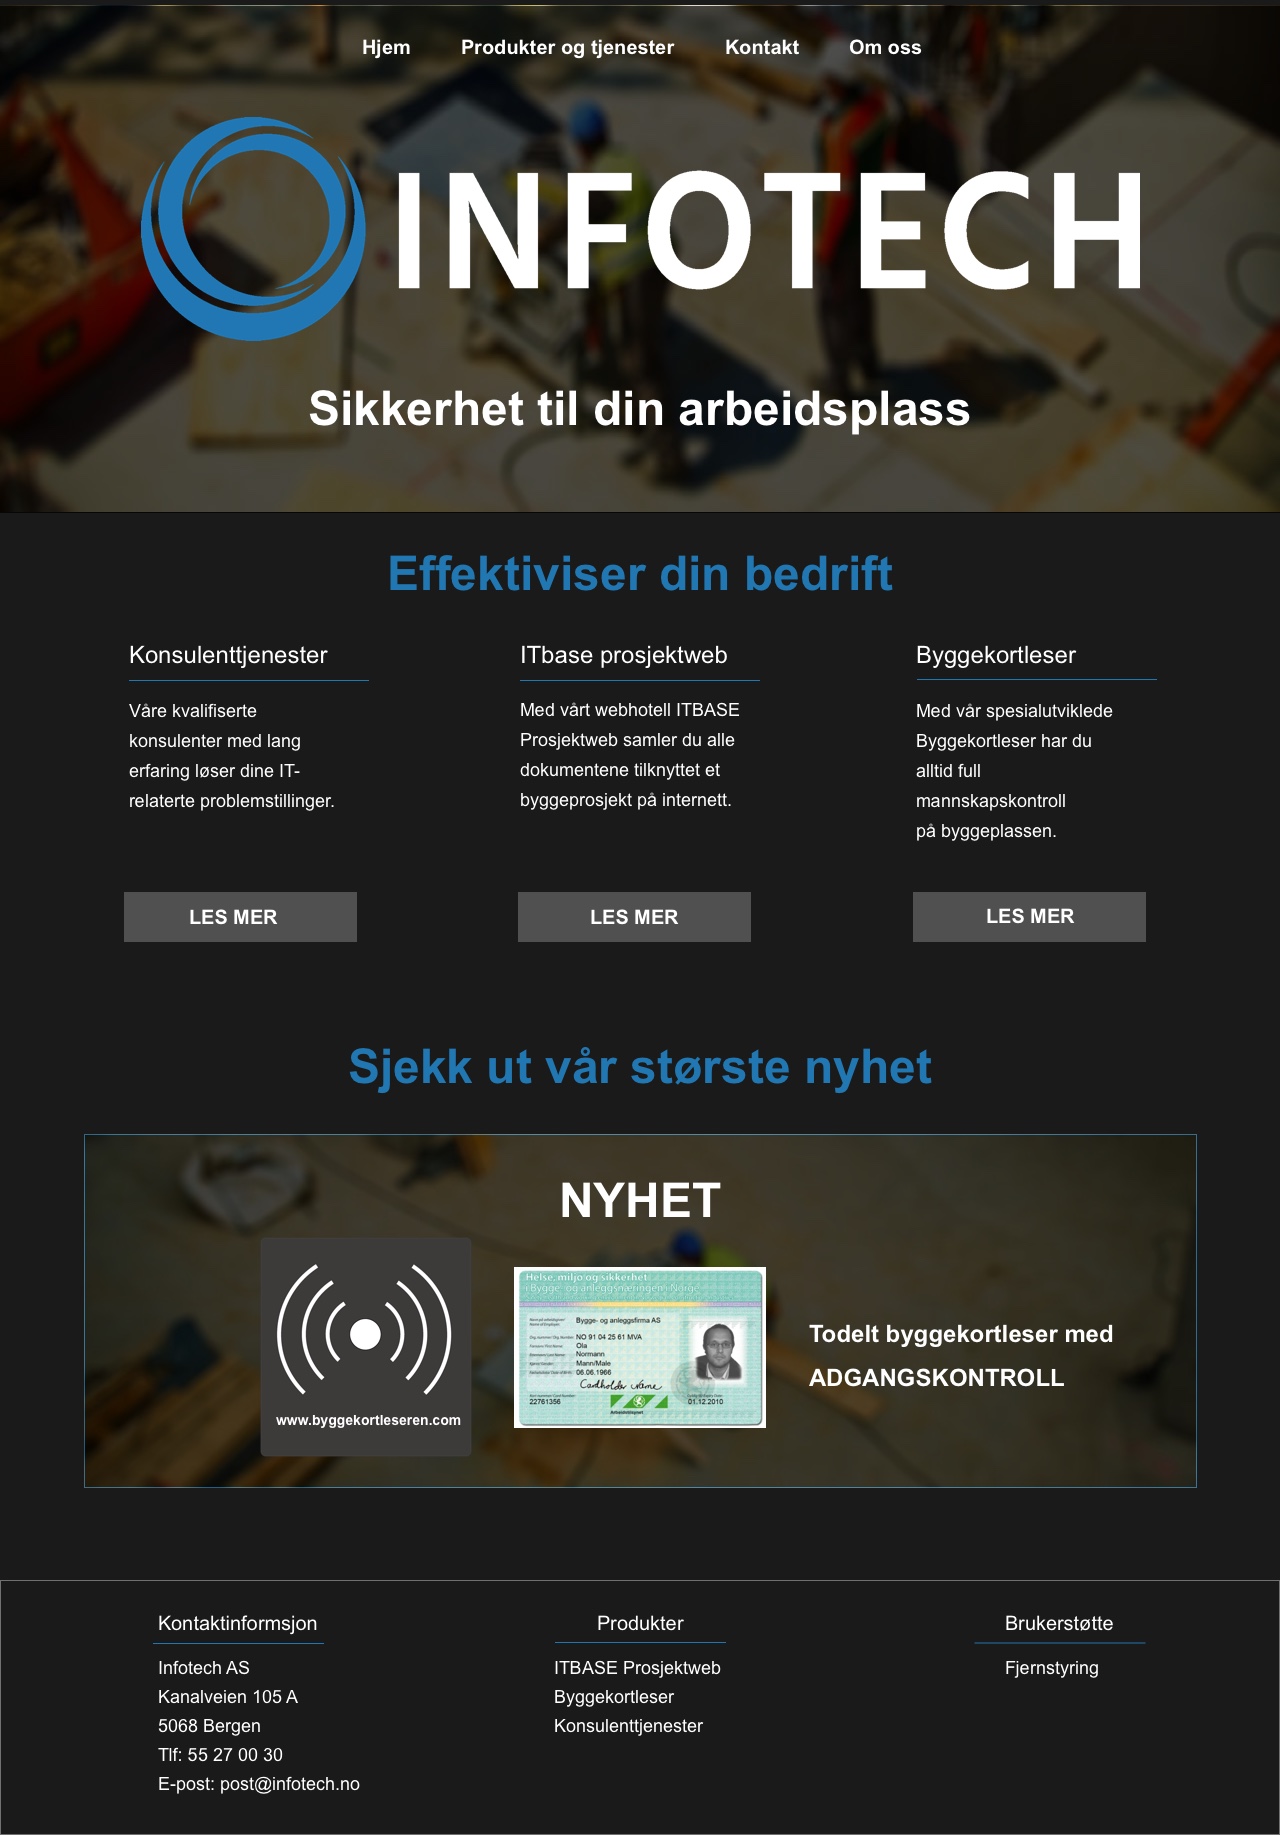 Hjem Produkter og tjenester Kontakt Om oss
INFOTECH
Sikkerhet til din arbeidsplass
Effektiviser din bedrift
Konsulenttjenester
Våre kvalifiserte
konsulenter med lang
erfaring løser dine IT-
relaterte problemstillinger.
LES MER
ITbase prosjektweb
Med vårt webhotell ITBASE
Prosjektweb samler du alle
dokumentene tilknyttet et
byggeprosjekt på internett.
LES MER
Byggekortleser
Med vår spesialutviklede
Byggekortleser har du
alltid full
mannskapskontroll
på byggeplassen.
LES MER
Sjekk ut vår største nyhet
NYHET
www.byggekortleseren.com
Helse, miljø og sikkerhet
i Bygge- og anleggsnæringen i Norge
Bygge- og anleggsfirma AS
NO 91 04 25 61 MVA
Ola
Normann
Mann/Male
06.06.1966
Cardholder Name
22761356
Arbeidstilsynet
01.12.2010
Todelt byggekortleser med
ADGANGSKONTROLL
Kontaktinformsjon
Infotech AS
Kanalveien 105 A
5068 Bergen
Tlf: 55 27 00 30
E-post: post@infotech.no
Produkter
ITBASE Prosjektweb
Byggekortleser
Konsulenttjenester
Brukerstøtte
Fjernstyring